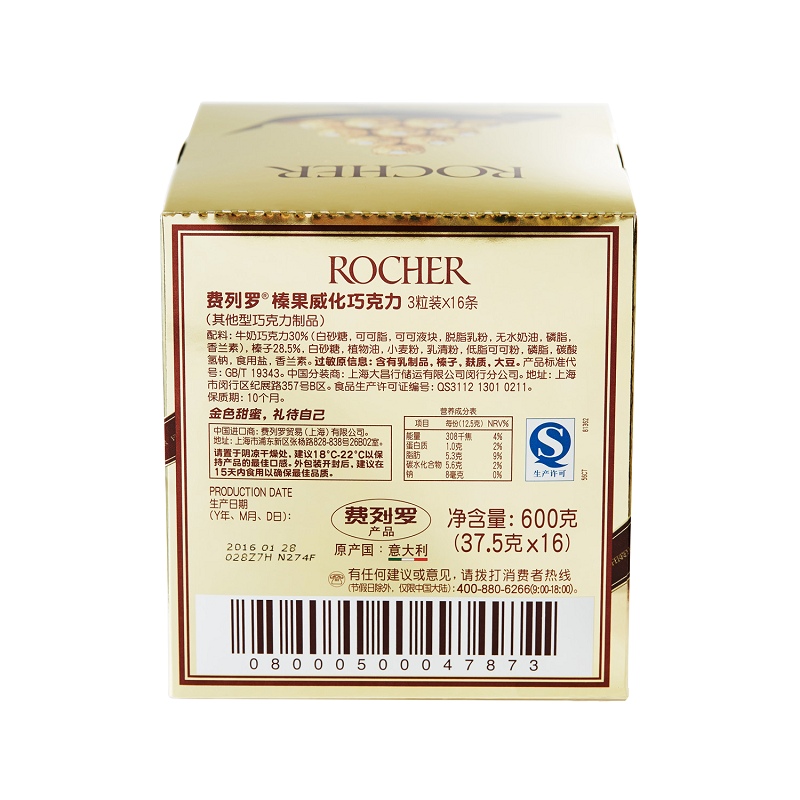 ROCHER
ROCHER
费列罗® 榛果威化巧克力 3粒装X16条
(其他型巧克力制品)
配料: 牛奶巧克力30% (白砂糖, 可可脂, 可可液块, 脱脂乳粉, 无水奶油, 磷脂,
香兰素), 榛子28.5%, 白砂糖, 植物油, 小麦粉, 乳清粉, 低脂可可粉, 磷脂, 碳酸
氢钠, 食用盐, 香兰素。过敏原信息: 含有乳制品, 榛子, 麸质, 大豆。产品标准代
号: GB/T 19343。中国分装商: 上海大昌行储运有限公司闵行分公司。地址: 上海
市闵行区纪展路357号B区。食品生产许可证编号: QS3112 1301 0211。
保质期: 10个月。
金色甜蜜, 礼待自己
中国进口商: 费列罗贸易 (上海) 有限公司。
地址: 上海市浦东新区张杨路828-838号26B02室。
请置于阴凉干燥处, 建议18°C-22°C以保
持产品的最佳口感。外包装开封后, 建议在
15天内食用以确保最佳品质。
营养成分表
项目 每份(12.5克) NRV%
能量 308千焦 4%
蛋白质 1.0克 2%
脂肪 5.3克 9%
碳水化合物 5.6克 2%
钠 8毫克 0%
QS
生产许可
81302
56CT
PRODUCTION DATE
生产日期
(Y年、M月、D日):
2016 01 28
028Z7H N274F
费列罗
产品
原产国: 意大利
净含量: 600克
(37.5克X16)
有任何建议或意见, 请拨打消费者热线
(节假日除外, 仅限中国大陆): 400-880-6266(9:00-18:00)。
08000500047873